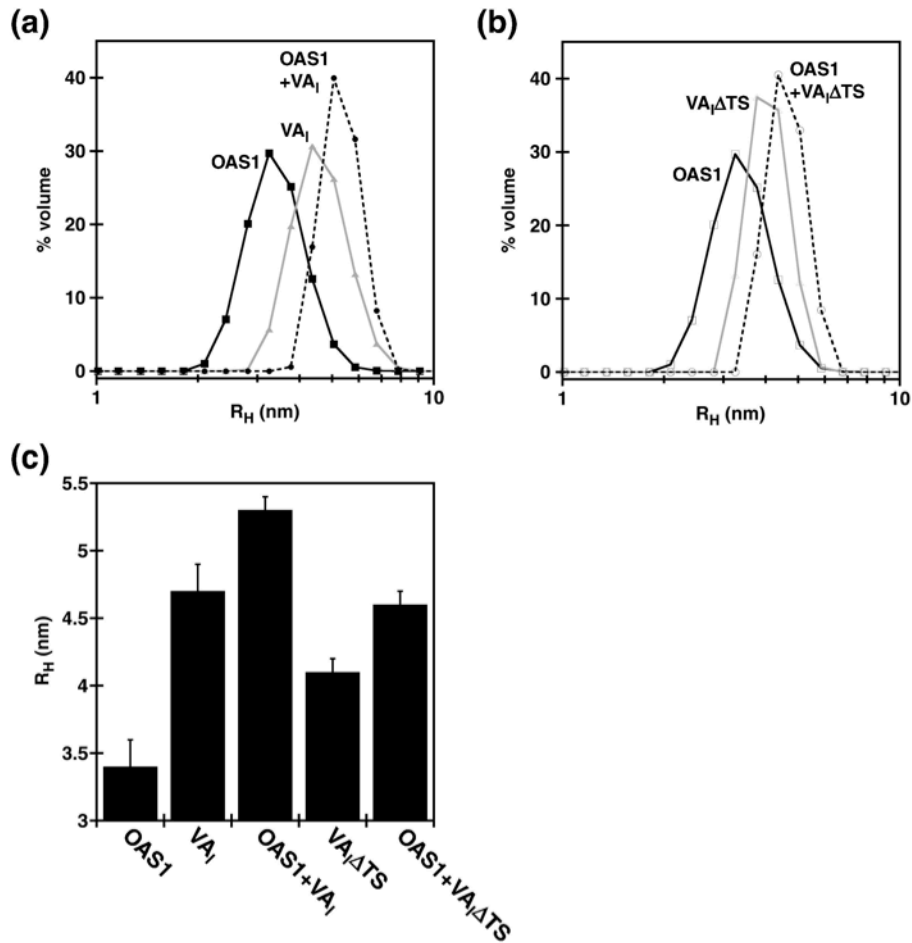 (a)
OAS1
+VAI
VAI
OAS1
40
30
20
10
0
% volume
1
10
RH (nm)
(b)
OAS1
+VAIΔTS
VAIΔTS
OAS1
40
30
20
10
0
% volume
1
10
RH (nm)
(c)
5.5
5
4.5
4
3.5
3
RH (nm)
OAS1
VAI
OAS1+VAI
VAIΔTS
OAS1+VAIΔTS